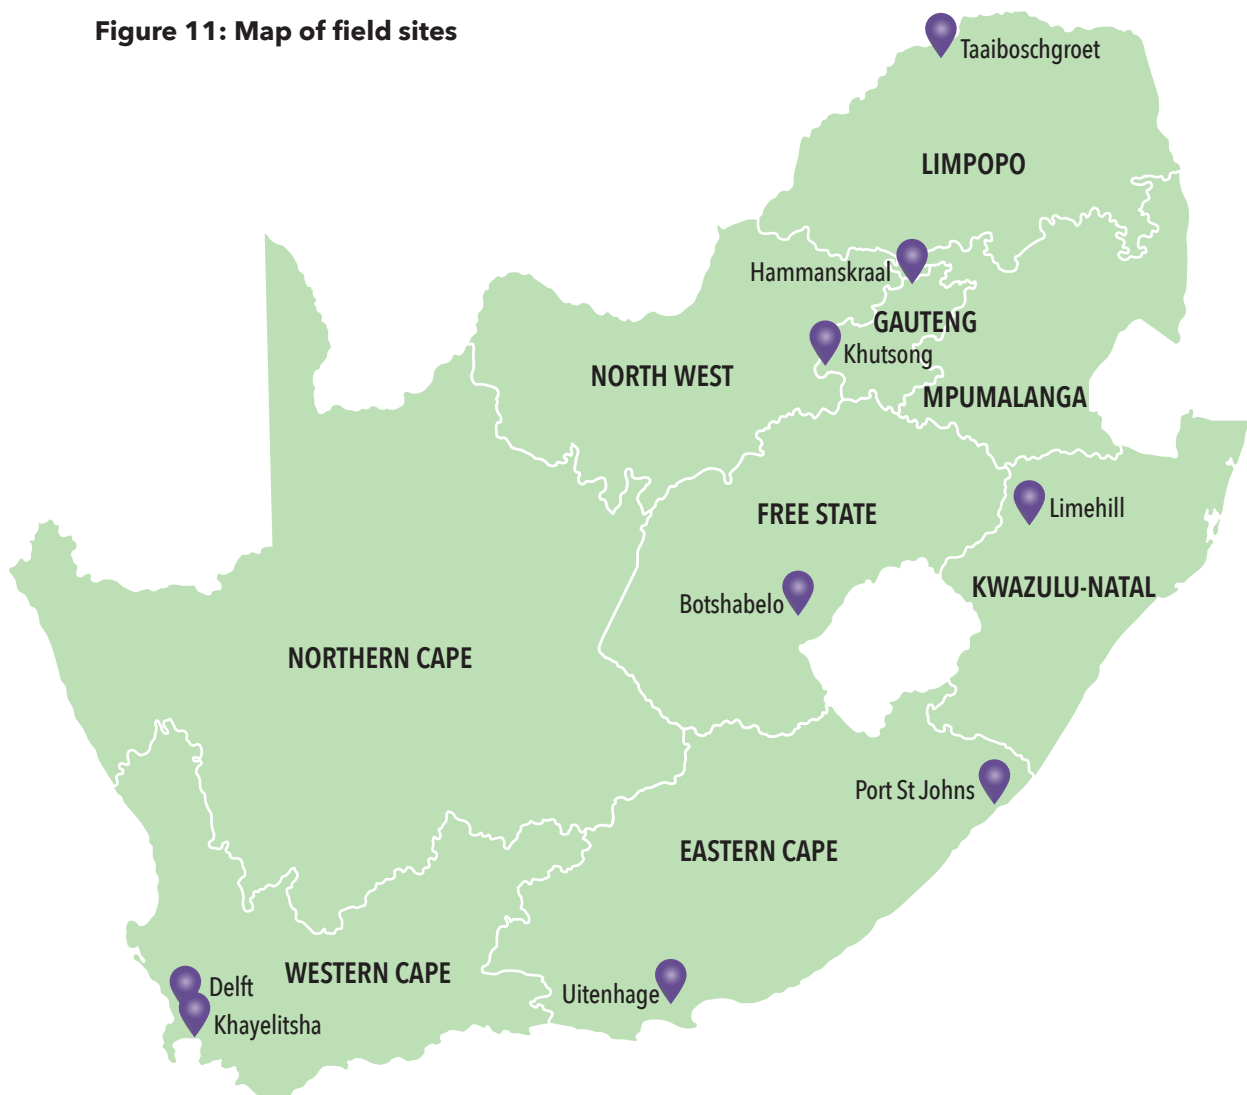 Figure 11: Map of field sites
Taaiboschgroet
LIMPOPO
Hammanskraal
GAUTENG
Khutsong
NORTH WEST
MPUMALANGA
FREE STATE
Limehill
KWAZULU-NATAL
Botshabelo
NORTHERN CAPE
Port St Johns
EASTERN CAPE
WESTERN CAPE
Delft
Uitenhage
Khayelitsha